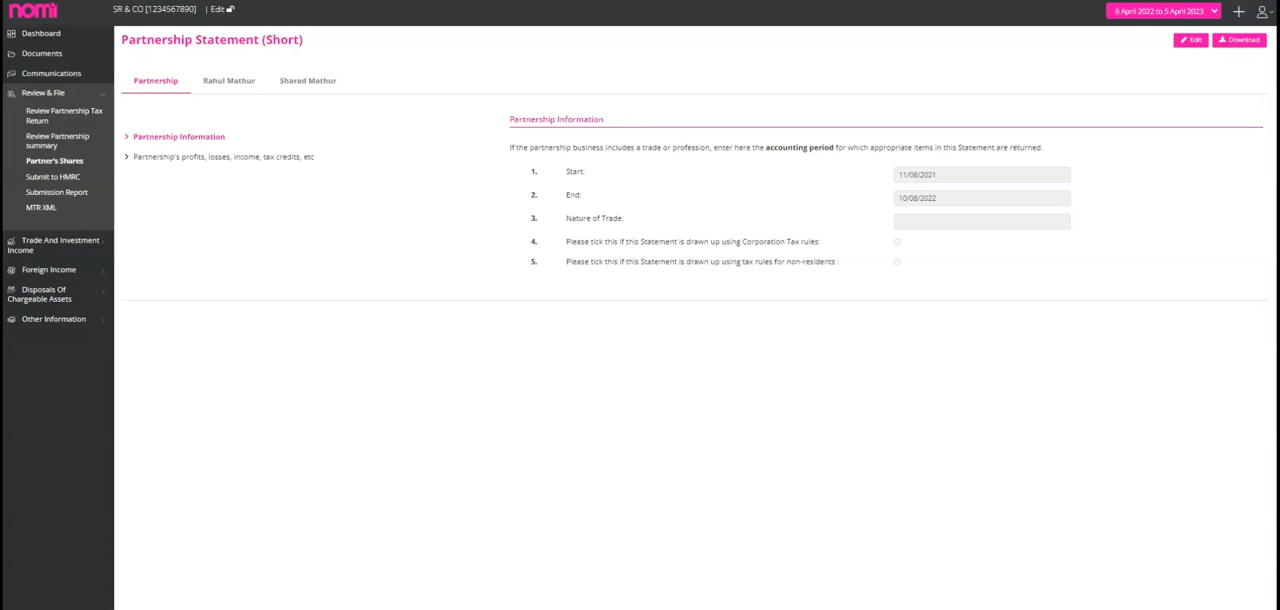 nomi
SR & CO [1234567890] | Edit
6 April 2022 to 5 April 2023
Dashboard
Documents
Communications
Review & File
Review Partnership Tax
Return
Review Partnership
summary
Partner's Shares
Submit to HMRC
Submission Report
MTR XML
Trade And Investment
Income
Foreign Income
Disposals Of
Chargeable Assets
Other Information
Partnership Statement (Short)
Edit
Download
Partnership
Rahul Mathur
Sharad Mathur
Partnership Information
Partnership's profits, losses, income, tax credits, etc
Partnership Information
If the partnership business includes a trade or profession, enter here the accounting period for which appropriate items in this Statement are returned.
1. Start: 11/08/2021
2. End: 10/08/2022
3. Nature of Trade:
4. Please tick this if this Statement is drawn up using Corporation Tax rules:
5. Please tick this if this Statement is drawn up using tax rules for non-residents :